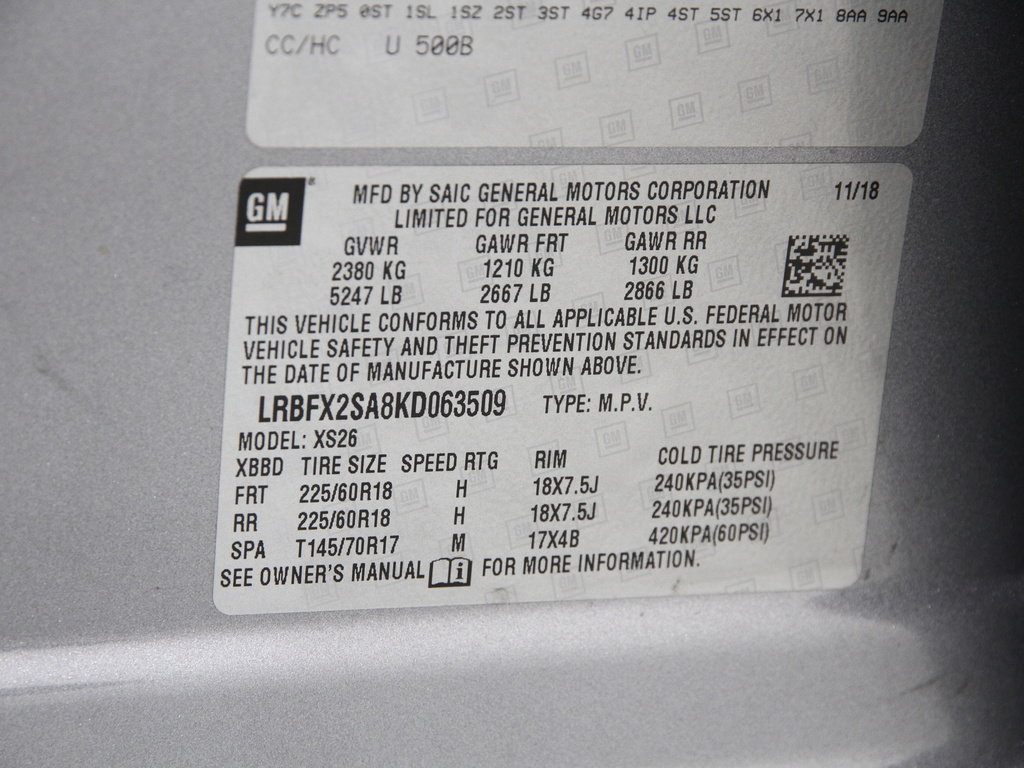 Y7C ZP5 0ST 1SL 1SZ 2ST 3ST 4G7 4IP 4ST 5ST 6X1 7X1 8AA 9AA
CC/HC U 500B
GM ® MFD BY SAIC GENERAL MOTORS CORPORATION 11/18
LIMITED FOR GENERAL MOTORS LLC
GVWR GAWR FRT GAWR RR
2380 KG 1210 KG 1300 KG
5247 LB 2667 LB 2866 LB
THIS VEHICLE CONFORMS TO ALL APPLICABLE U.S. FEDERAL MOTOR
VEHICLE SAFETY AND THEFT PREVENTION STANDARDS IN EFFECT ON
THE DATE OF MANUFACTURE SHOWN ABOVE.
LRBFX2SA8KD063509 TYPE: M.P.V.
MODEL: XS26
XBBD TIRE SIZE SPEED RTG RIM COLD TIRE PRESSURE
FRT 225/60R18 H 18X7.5J 240KPA(35PSI)
RR 225/60R18 H 18X7.5J 240KPA(35PSI)
SPA T145/70R17 M 17X4B 420KPA(60PSI)
SEE OWNER'S MANUAL i FOR MORE INFORMATION.